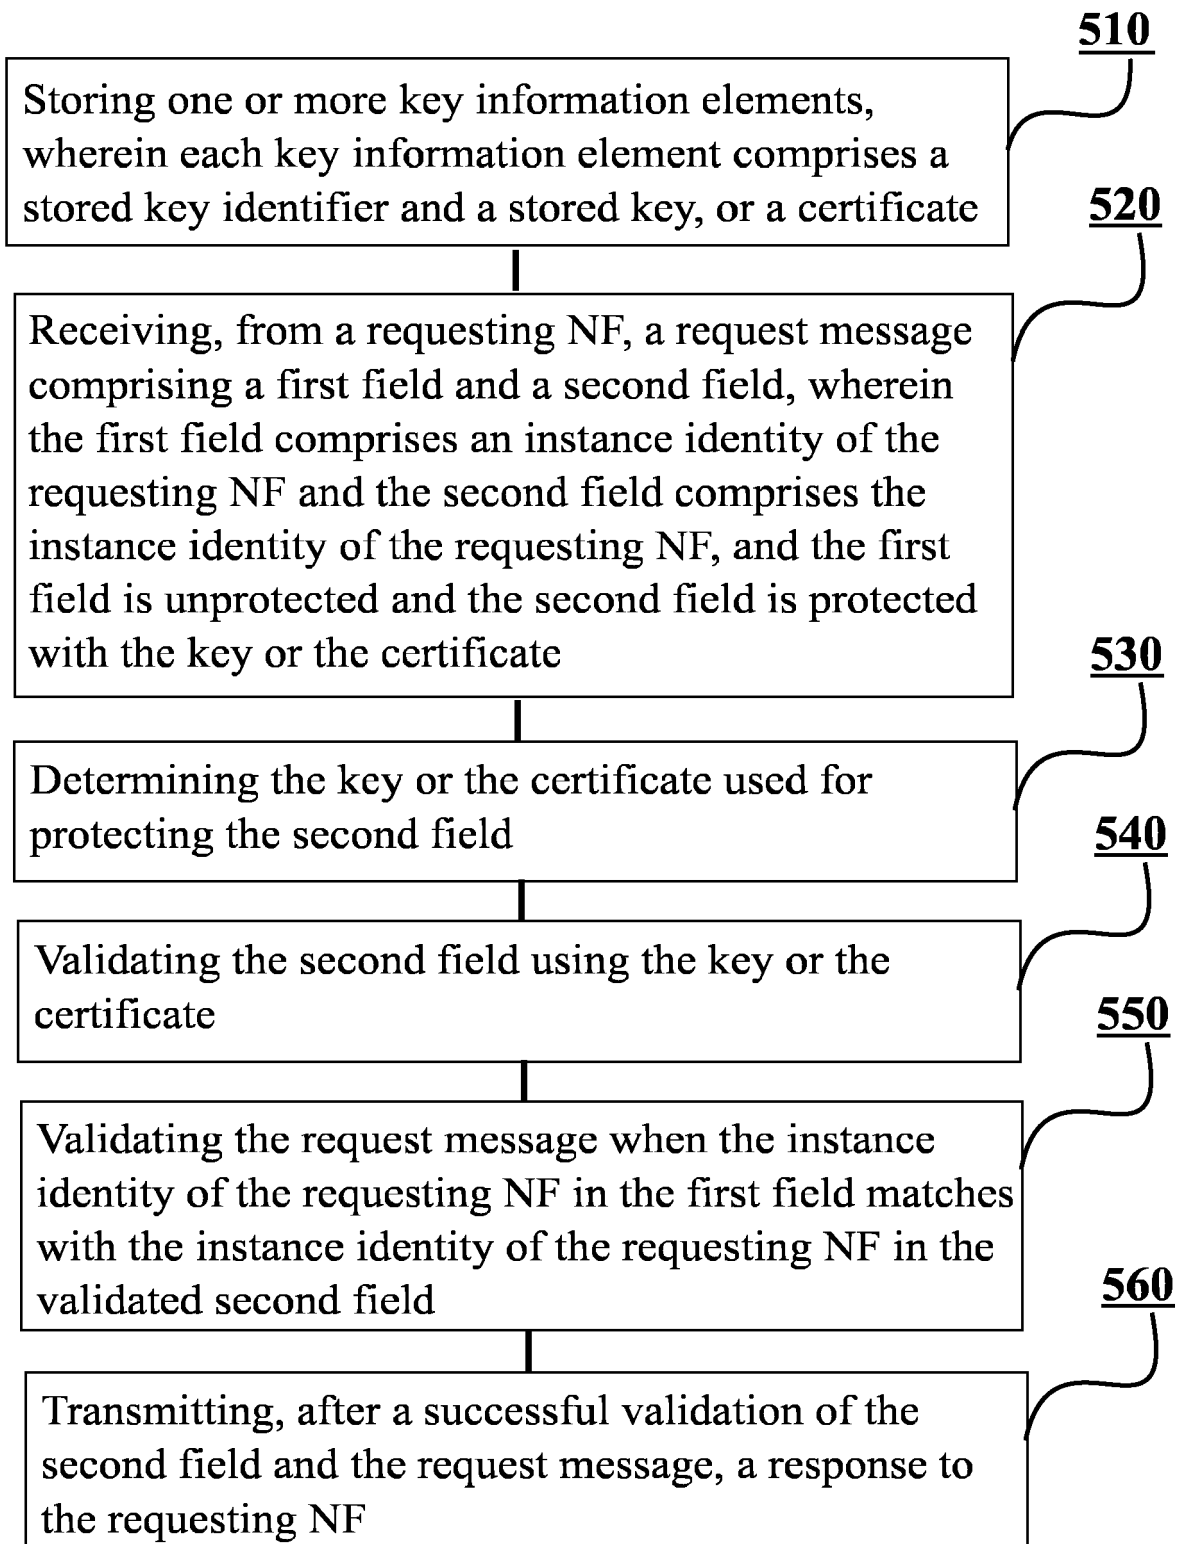 510
Storing one or more key information elements,
wherein each key information element comprises a
stored key identifier and a stored key, or a certificate
520
Receiving, from a requesting NF, a request message
comprising a first field and a second field, wherein
the first field comprises an instance identity of the
requesting NF and the second field comprises the
instance identity of the requesting NF, and the first
field is unprotected and the second field is protected
with the key or the certificate
530
Determining the key or the certificate used for
protecting the second field
540
Validating the second field using the key or the
certificate
550
Validating the request message when the instance
identity of the requesting NF in the first field matches
with the instance identity of the requesting NF in the
validated second field
560
Transmitting, after a successful validation of the
second field and the request message, a response to
the requesting NF